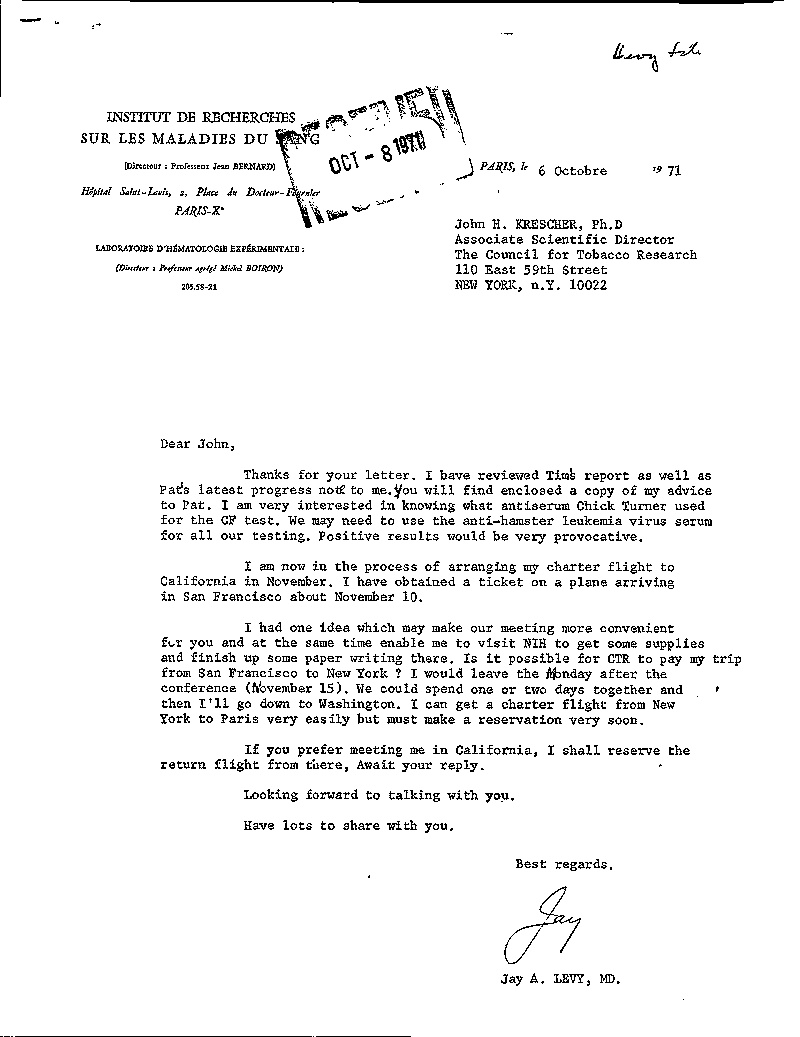 INSTITUT DE RECHERCHES
SUR LES MALADIES DU SANG
(Directeur : Professeur Jean BERNARD)
Hôpital Saint-Louis, 2, Place du Docteur-Fournier
PARIS-Xe
LABORATOIRE D'HÉMATOLOGIE EXPÉRIMENTALE :
(Directeur : Professeur agrégé Michel BOIRON)
205.58-21
RECEIVED
OCT - 8 1971
PARIS, le 6 Octobre 1971
John H. KRESCHER, Ph.D
Associate Scientific Director
The Council for Tobacco Research
110 East 59th Street
NEW YORK, n.Y. 10022
Dear John,
Thanks for your letter. I have reviewed Tim's report as well as
Pat's latest progress note to me. You will find enclosed a copy of my advice
to Pat. I am very interested in knowing what antiserum Chick Turner used
for the CF test. We may need to use the anti-hamster leukemia virus serum
for all our testing. Positive results would be very provocative.
I am now in the process of arranging my charter flight to
California in November. I have obtained a ticket on a plane arriving
in San Francisco about November 10.
I had one idea which may make our meeting more convenient
for you and at the same time enable me to visit NIH to get some supplies
and finish up some paper writing there. Is it possible for CTR to pay my trip
from San Francisco to New York ? I would leave the Monday after the
conference (November 15). We could spend one or two days together and
then I'll go down to Washington. I can get a charter flight from New
York to Paris very easily but must make a reservation very soon.
If you prefer meeting me in California, I shall reserve the
return flight from there, Await your reply.
Looking forward to talking with you.
Have lots to share with you.
Best regards,
Jay
Jay A. LEVY, MD.